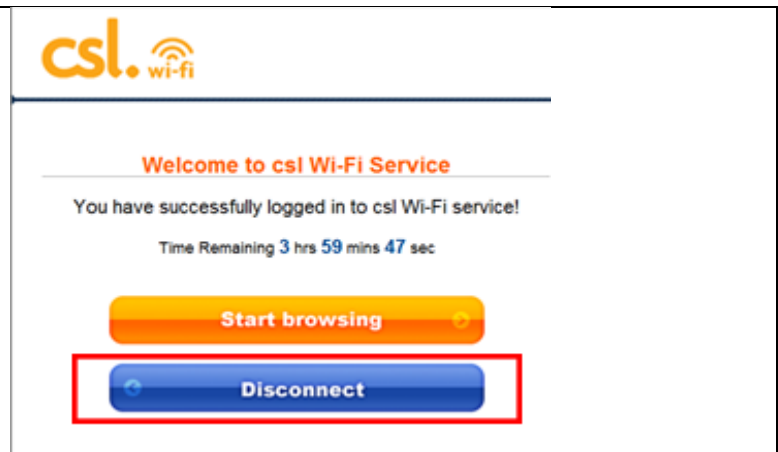 csl. wi-fi
Welcome to csl Wi-Fi Service
You have successfully logged in to csl Wi-Fi service!
Time Remaining 3 hrs 59 mins 47 sec
Start browsing
Disconnect